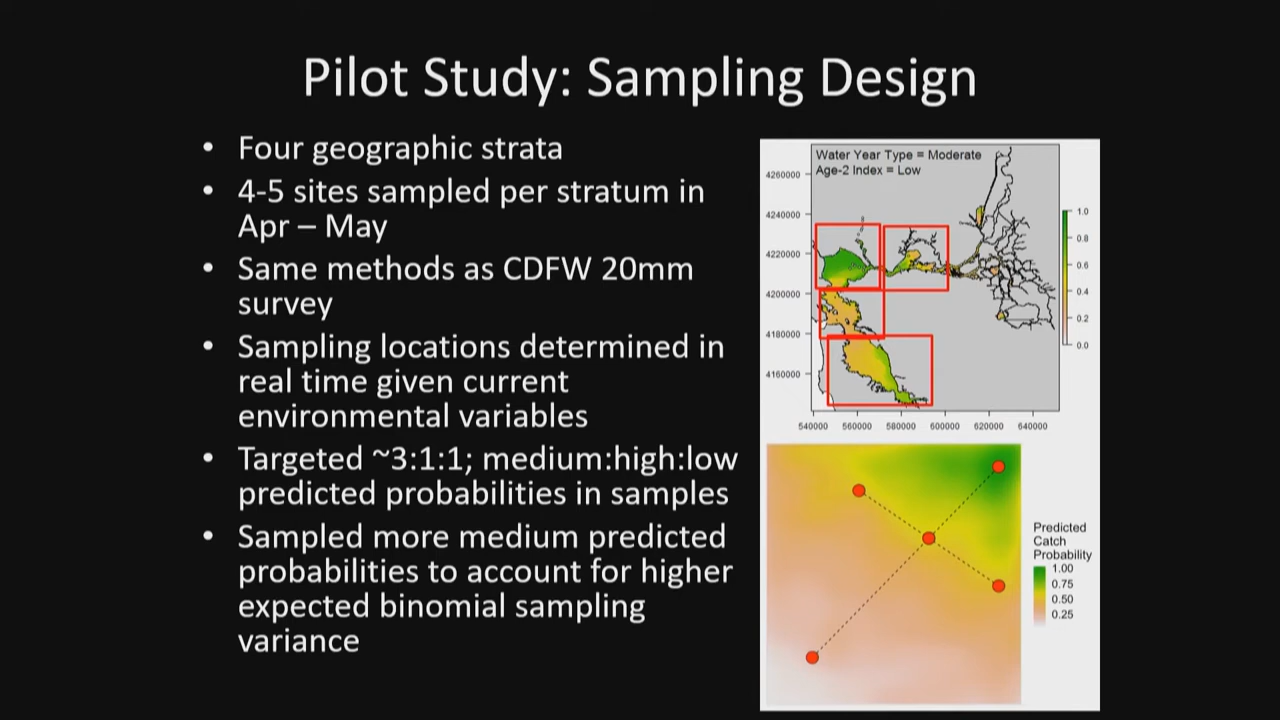 Pilot Study: Sampling Design
• Four geographic strata
• 4-5 sites sampled per stratum in
Apr – May
• Same methods as CDFW 20mm
survey
• Sampling locations determined in
real time given current
environmental variables
• Targeted ~3:1:1; medium:high:low
predicted probabilities in samples
• Sampled more medium predicted
probabilities to account for higher
expected binomial sampling
variance
Water Year Type = Moderate
Age-2 Index = Low
4260000
4240000
4220000
4200000
4180000
4160000
540000 560000 580000 600000 620000 640000
1.0
0.8
0.6
0.4
0.2
0.0
Predicted
Catch
Probability
1.00
0.75
0.50
0.25